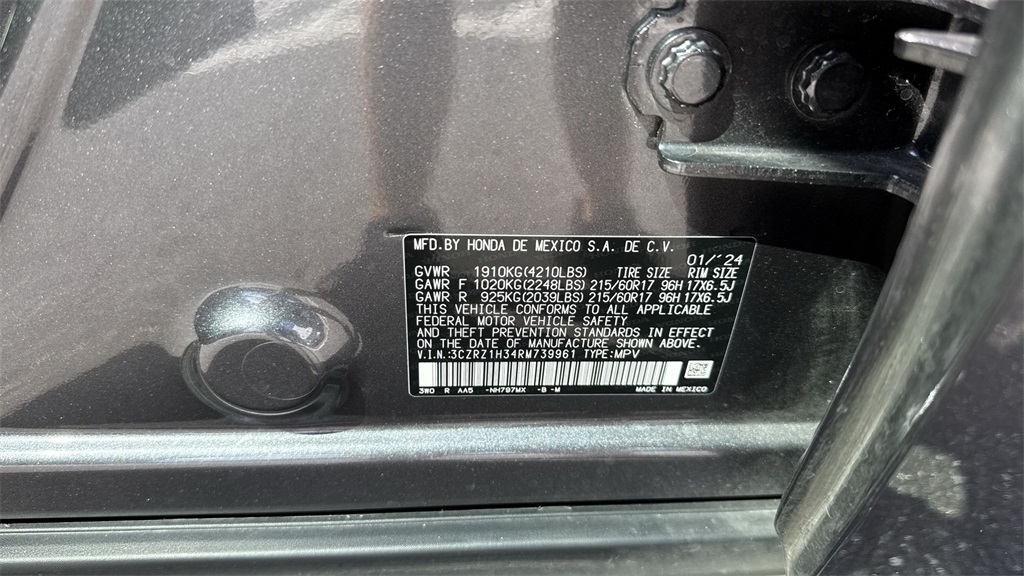 MFD.BY HONDA DE MEXICO S.A. DE C.V.
01/'24
GVWR 1910KG(4210LBS) TIRE SIZE RIM SIZE
GAWR F 1020KG(2248LBS) 215/60R17 96H 17X6.5J
GAWR R 925KG(2039LBS) 215/60R17 96H 17X6.5J
THIS VEHICLE CONFORMS TO ALL APPLICABLE
FEDERAL MOTOR VEHICLE SAFETY
AND THEFT PREVENTION STANDARDS IN EFFECT
ON THE DATE OF MANUFACTURE SHOWN ABOVE.
V.I.N.:3CZRZ1H34RM739961 TYPE:MPV
3W0 R AA5 -NH797MX -B -M MADE IN MEXICO